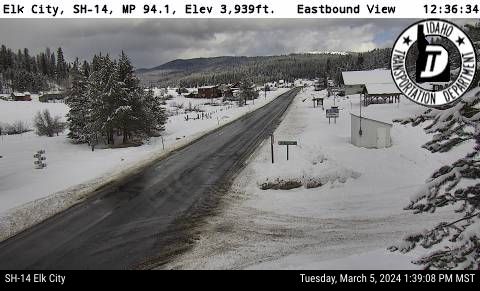 Elk City, SH-14, MP 94.1, Elev 3,939ft. Eastbound View 12:36:34
IDAHO
TRANSPORTATION DEPARTMENT
SH-14 Elk City Tuesday, March 5, 2024 1:39:08 PM MST